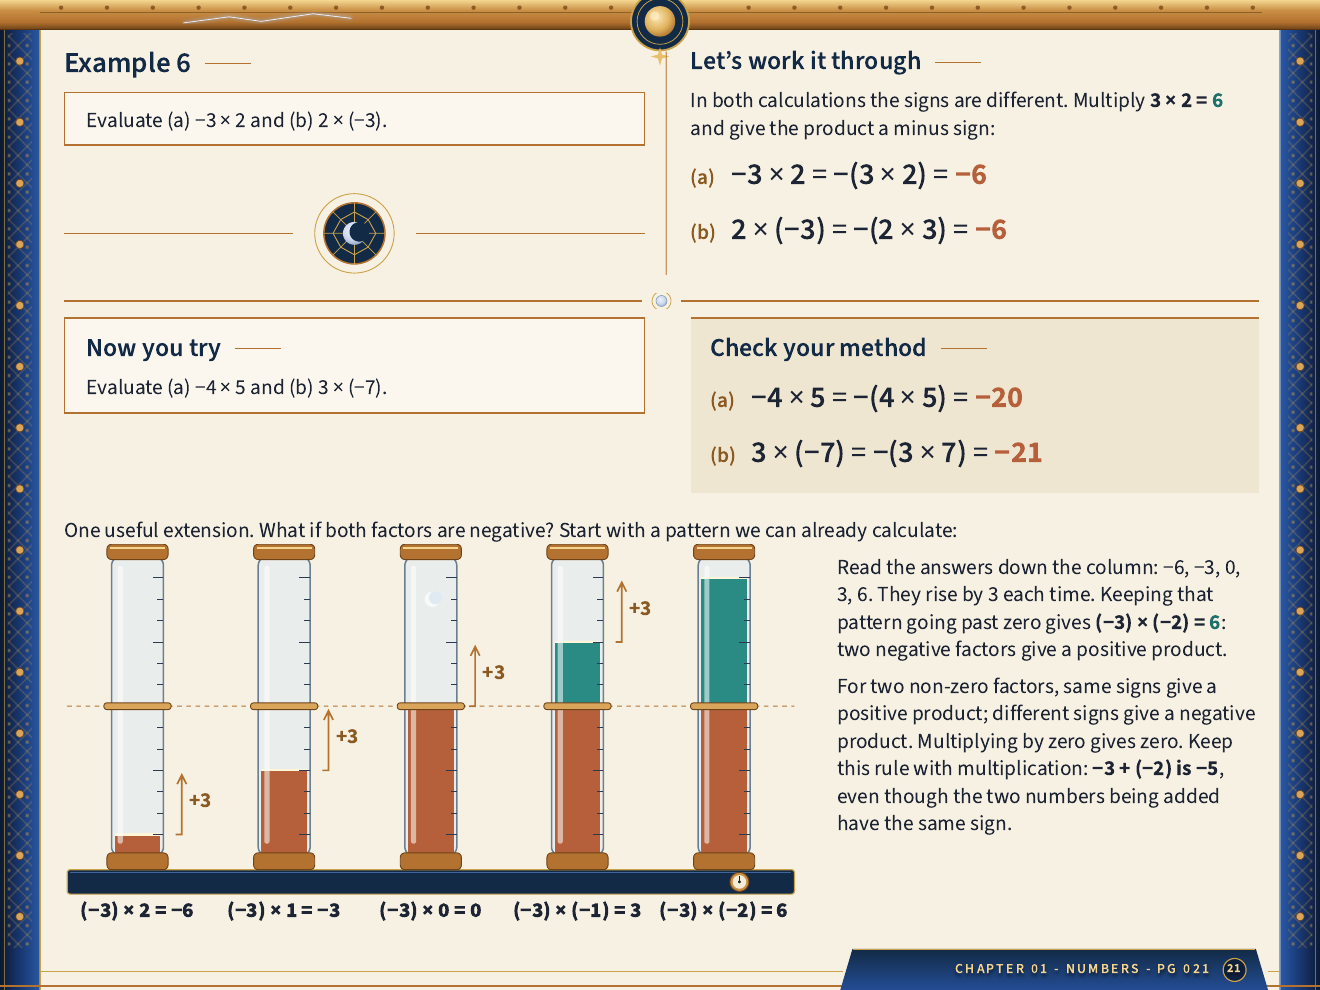 Example 6
Evaluate (a) −3 × 2 and (b) 2 × (−3).
Let’s work it through
In both calculations the signs are different. Multiply 3 × 2 = 6
and give the product a minus sign:
(a) −3 × 2 = −(3 × 2) = −6
(b) 2 × (−3) = −(2 × 3) = −6
Now you try
Evaluate (a) −4 × 5 and (b) 3 × (−7).
Check your method
(a) −4 × 5 = −(4 × 5) = −20
(b) 3 × (−7) = −(3 × 7) = −21
One useful extension. What if both factors are negative? Start with a pattern we can already calculate:
+3
+3
+3
+3
(−3) × 2 = −6
(−3) × 1 = −3
(−3) × 0 = 0
(−3) × (−1) = 3
(−3) × (−2) = 6
Read the answers down the column: −6, −3, 0,
3, 6. They rise by 3 each time. Keeping that
pattern going past zero gives (−3) × (−2) = 6:
two negative factors give a positive product.
For two non-zero factors, same signs give a
positive product; different signs give a negative
product. Multiplying by zero gives zero. Keep
this rule with multiplication: −3 + (−2) is −5,
even though the two numbers being added
have the same sign.
CHAPTER 01 - NUMBERS - PG 021 21